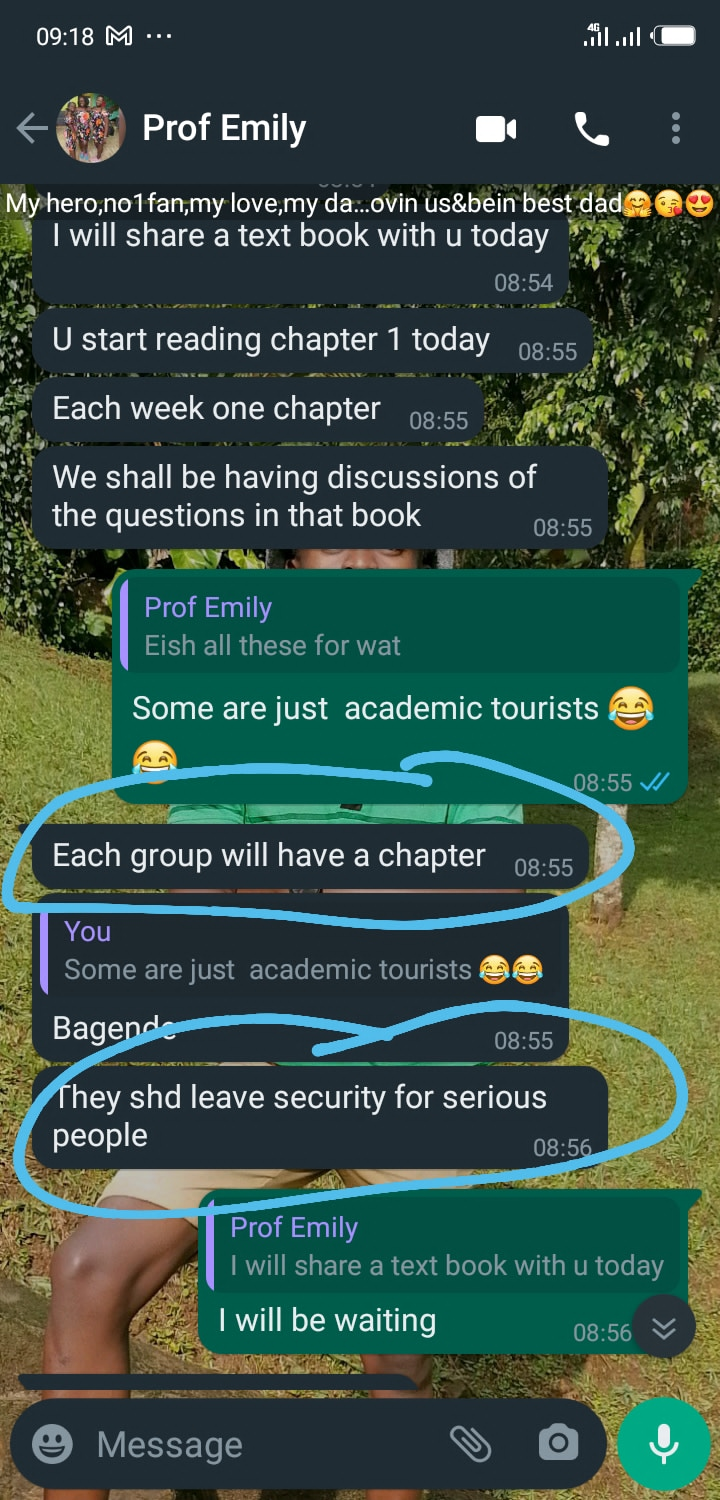 09:18
4G
Prof Emily
My hero,no1fan,my love,my da...ovin us&bein best dad🤗😘😍
I will share a text book with u today
08:54
U start reading chapter 1 today 08:55
Each week one chapter 08:55
We shall be having discussions of
the questions in that book 08:55
Prof Emily
Eish all these for wat
Some are just academic tourists 😂
😂 08:55
Each group will have a chapter 08:55
You
Some are just academic tourists 😂😂
08:55
They shd leave security for serious
people 08:56
Prof Emily
I will share a text book with u today
I will be waiting 08:56
Message